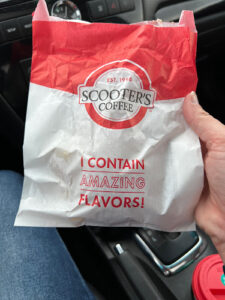 EST. 1998
SCOOTER'S
COFFEE
I CONTAIN
AMAZING
FLAVORS!